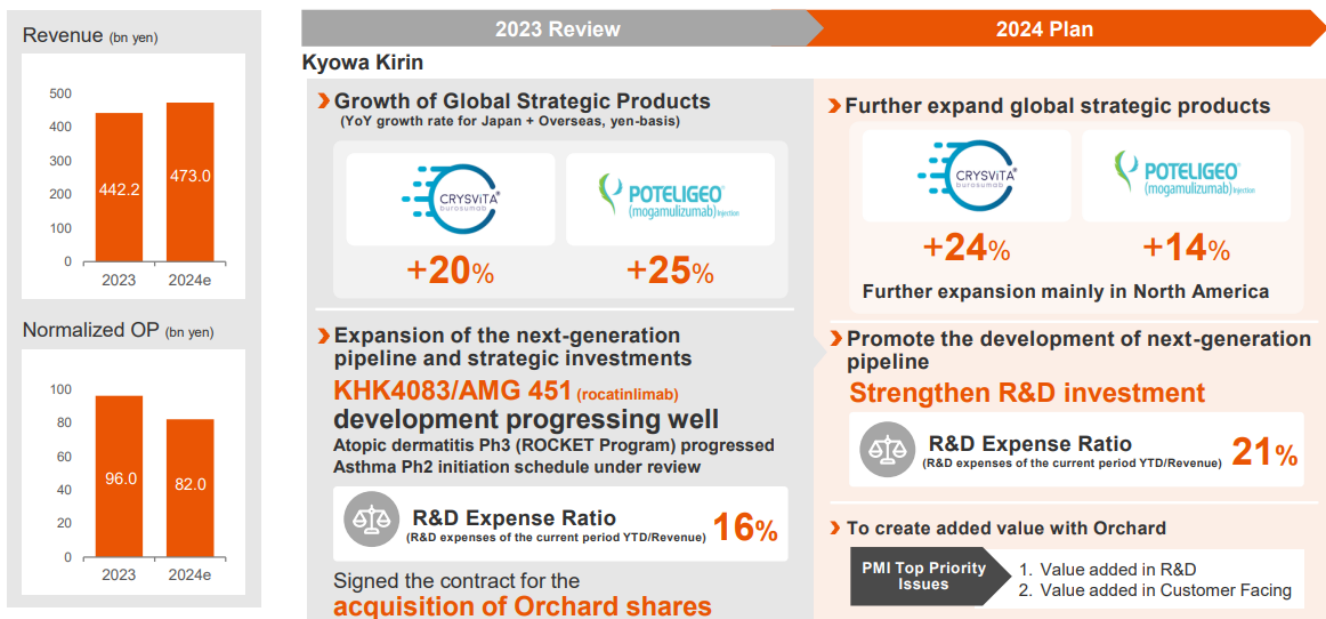 Revenue (bn yen)
500
400
300
200
100
0
442.2
473.0
2023
2024e
Normalized OP (bn yen)
100
80
60
40
20
0
96.0
82.0
2023
2024e
2023 Review
2024 Plan
Kyowa Kirin
Growth of Global Strategic Products
(YoY growth rate for Japan + Overseas, yen-basis)
CRYSVITA®
burosumab
POTELIGEO®
(mogamulizumab) Injection
+20%
+25%
Expansion of the next-generation
pipeline and strategic investments
KHK4083/AMG 451 (rocatinlimab)
development progressing well
Atopic dermatitis Ph3 (ROCKET Program) progressed
Asthma Ph2 initiation schedule under review
R&D Expense Ratio
(R&D expenses of the current period YTD/Revenue)
16%
Signed the contract for the
acquisition of Orchard shares
Further expand global strategic products
CRYSVITA®
burosumab
POTELIGEO®
(mogamulizumab) Injection
+24%
+14%
Further expansion mainly in North America
Promote the development of next-generation
pipeline
Strengthen R&D investment
R&D Expense Ratio
(R&D expenses of the current period YTD/Revenue)
21%
To create added value with Orchard
PMI Top Priority
Issues
1. Value added in R&D
2. Value added in Customer Facing